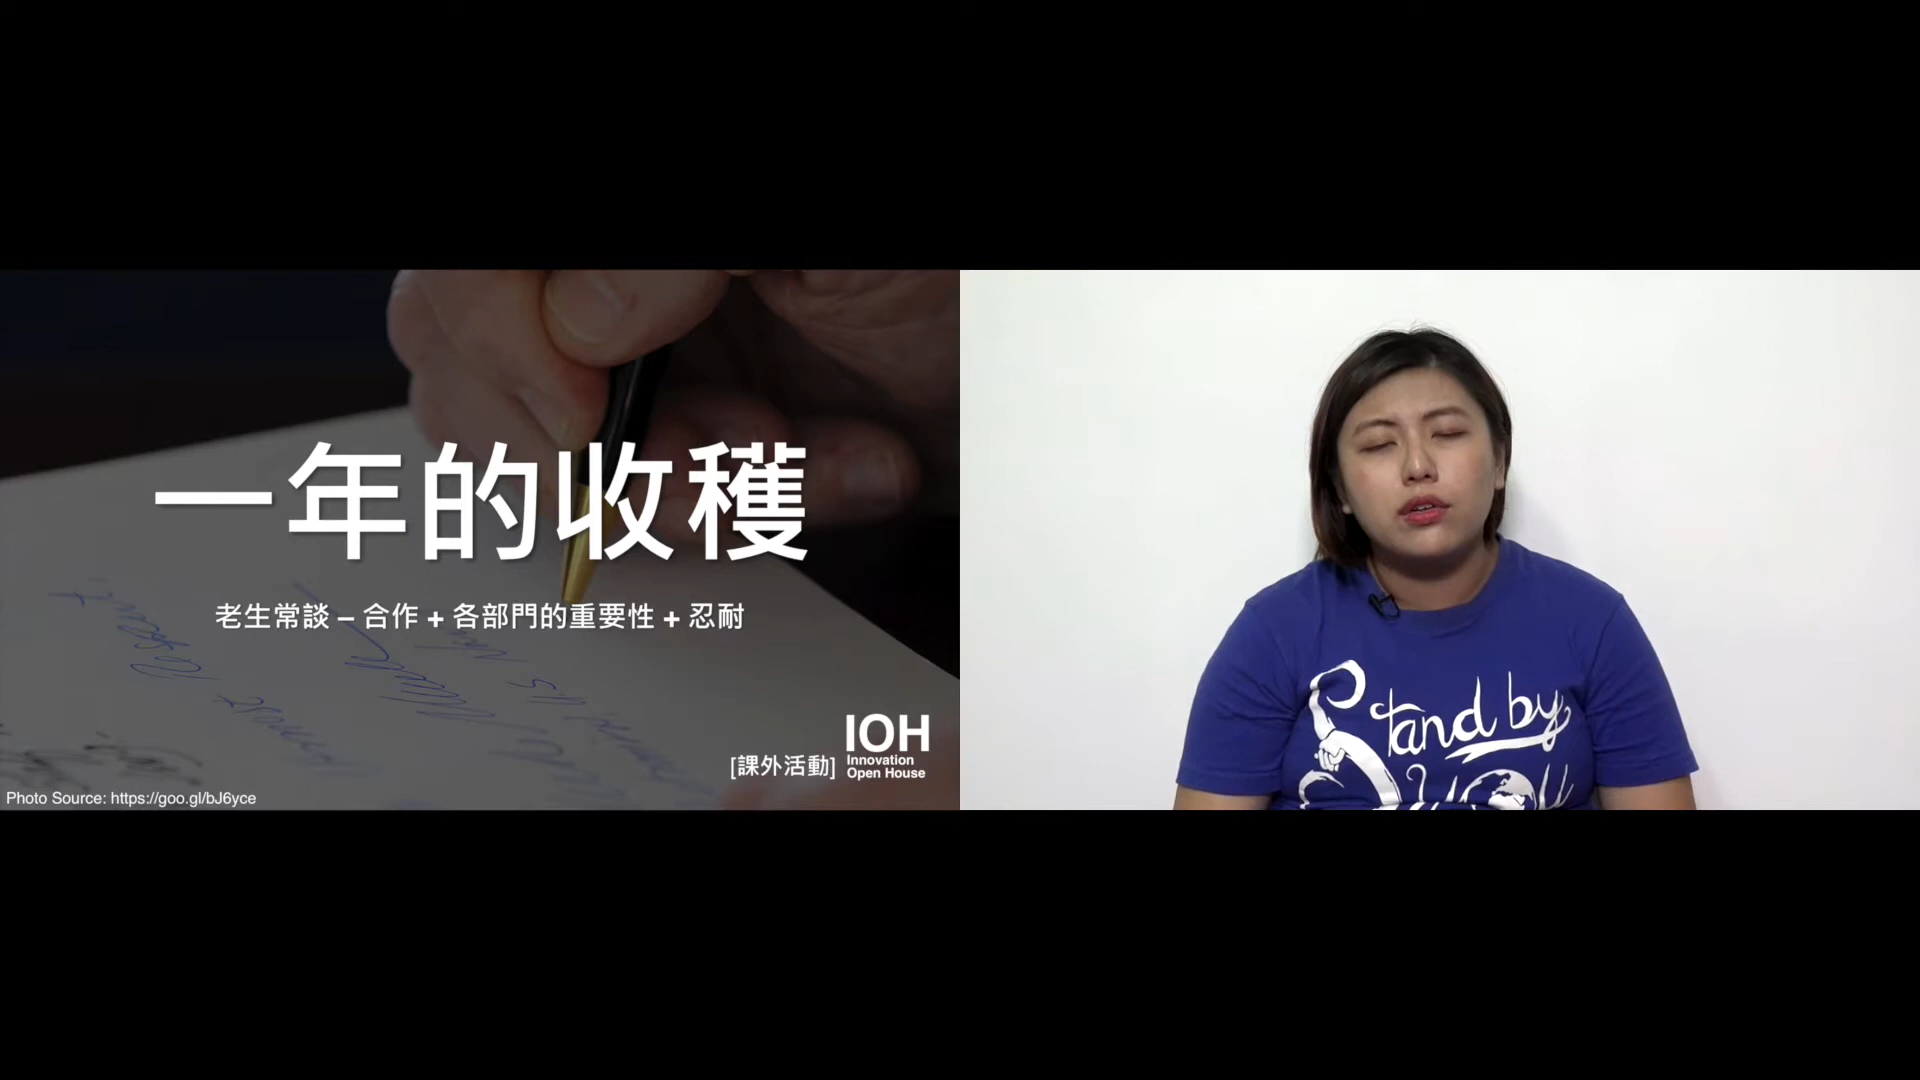 一年的收穫
老生常談 – 合作 + 各部門的重要性 + 忍耐
[課外活動]
IOH
Innovation
Open House
Photo Source: https://goo.gl/bJ6yce
Stand by
you